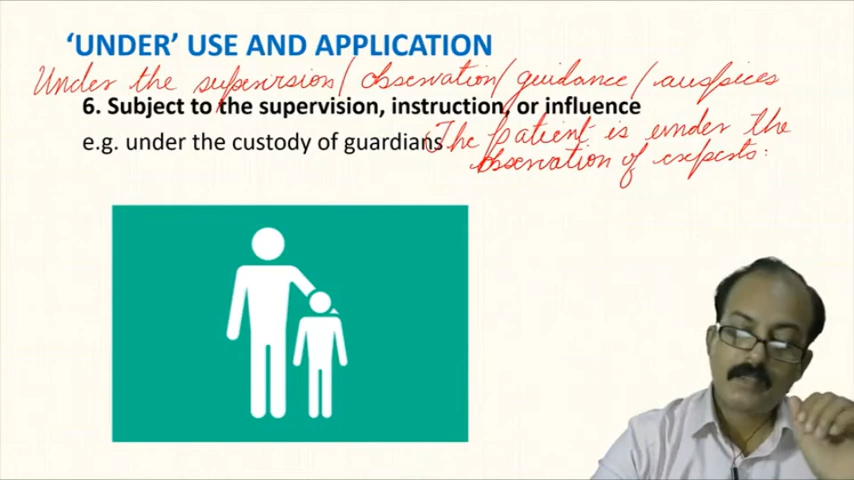 ‘UNDER’ USE AND APPLICATION
Under the supervision/observation/guidance/auspices
6. Subject to the supervision, instruction, or influence
e.g. under the custody of guardians
The patient is under the
observation of experts.